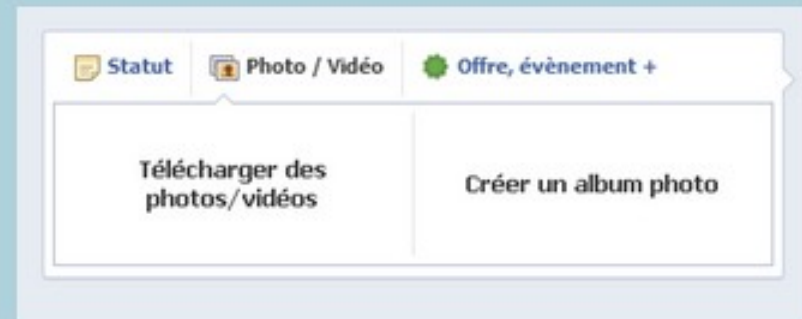 Statut Photo / Vidéo Offre, évènement +
Télécharger des
photos/vidéos
Créer un album photo